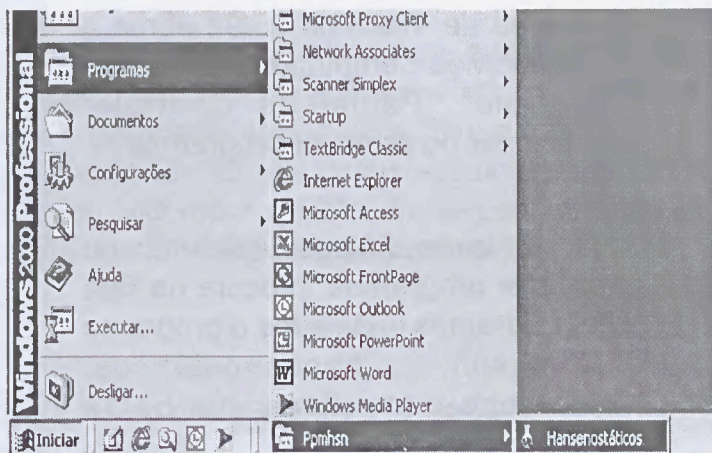 Windows 2000 Professional
Programas
Documentos
Configurações
Pesquisar
Ajuda
Executar...
Desligar...
Iniciar
Microsoft Proxy Client
Network Associates
Scanner Simplex
Startup
TextBridge Classic
Internet Explorer
Microsoft Access
Microsoft Excel
Microsoft FrontPage
Microsoft Outlook
Microsoft PowerPoint
Microsoft Word
Windows Media Player
Ppmhsn
Hansenostáticos